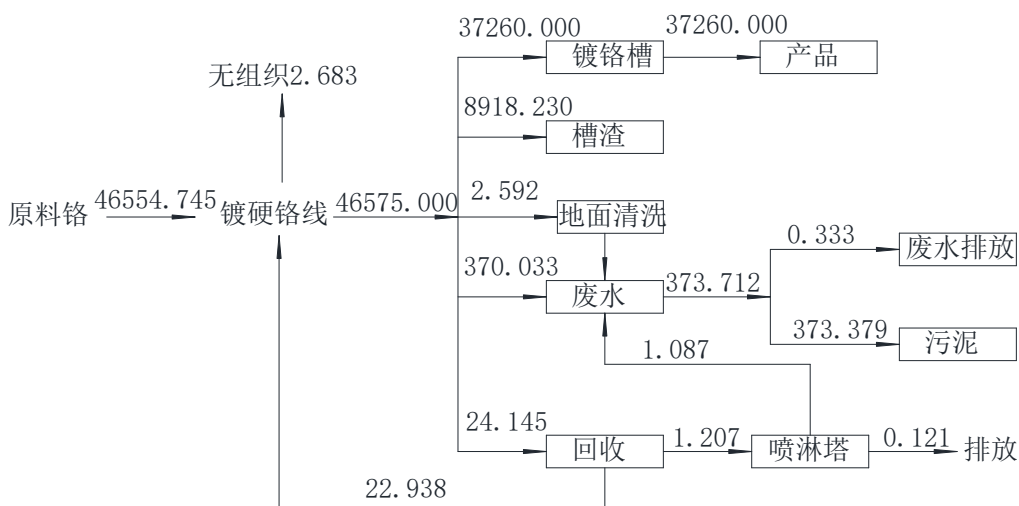 37260.000
37260.000
镀铬槽
产品
无组织2.683
8918.230
槽渣
原料铬
46554.745
镀硬铬线
46575.000
2.592
地面清洗
0.333
废水排放
370.033
废水
373.712
373.379
污泥
1.087
24.145
回收
1.207
喷淋塔
0.121
排放
22.938